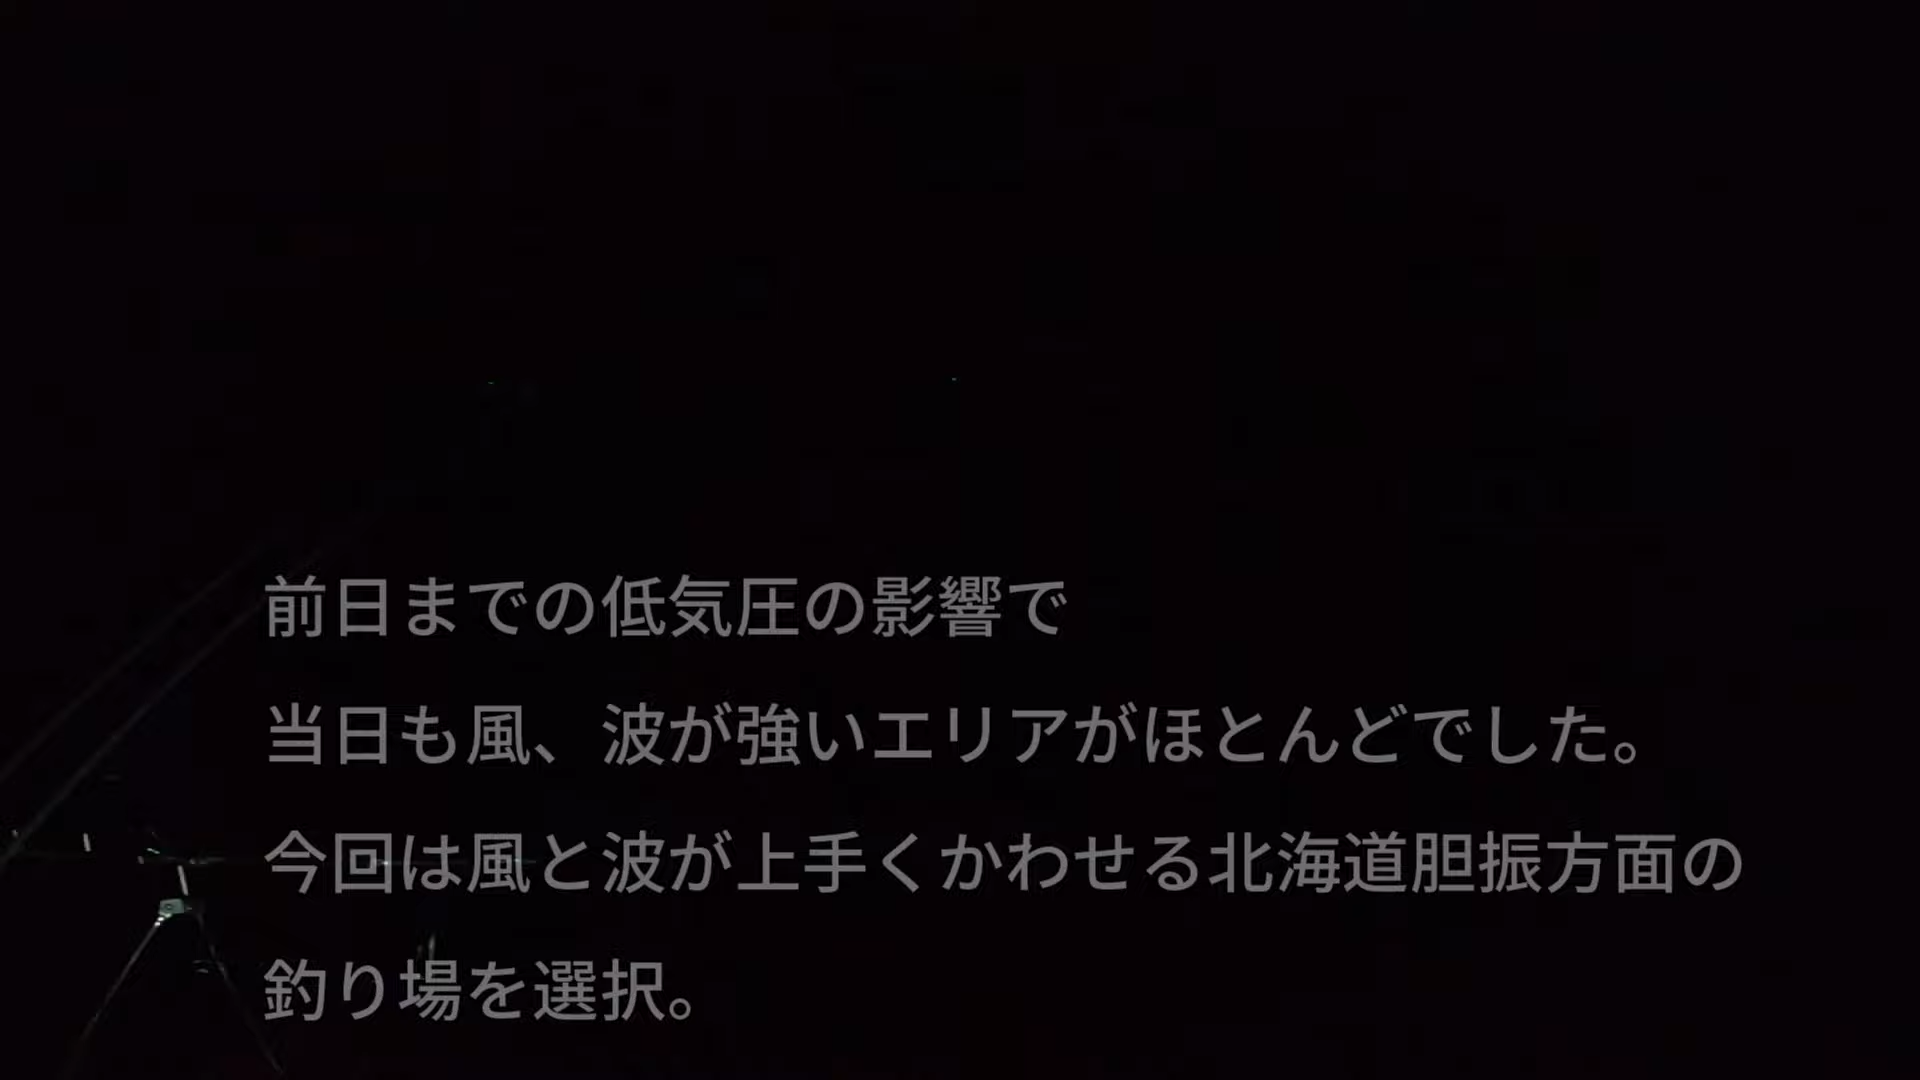 前日までの低気圧の影響で
当日も風、波が強いエリアがほとんどでした。
今回は風と波が上手くかわせる北海道胆振方面の
釣り場を選択。